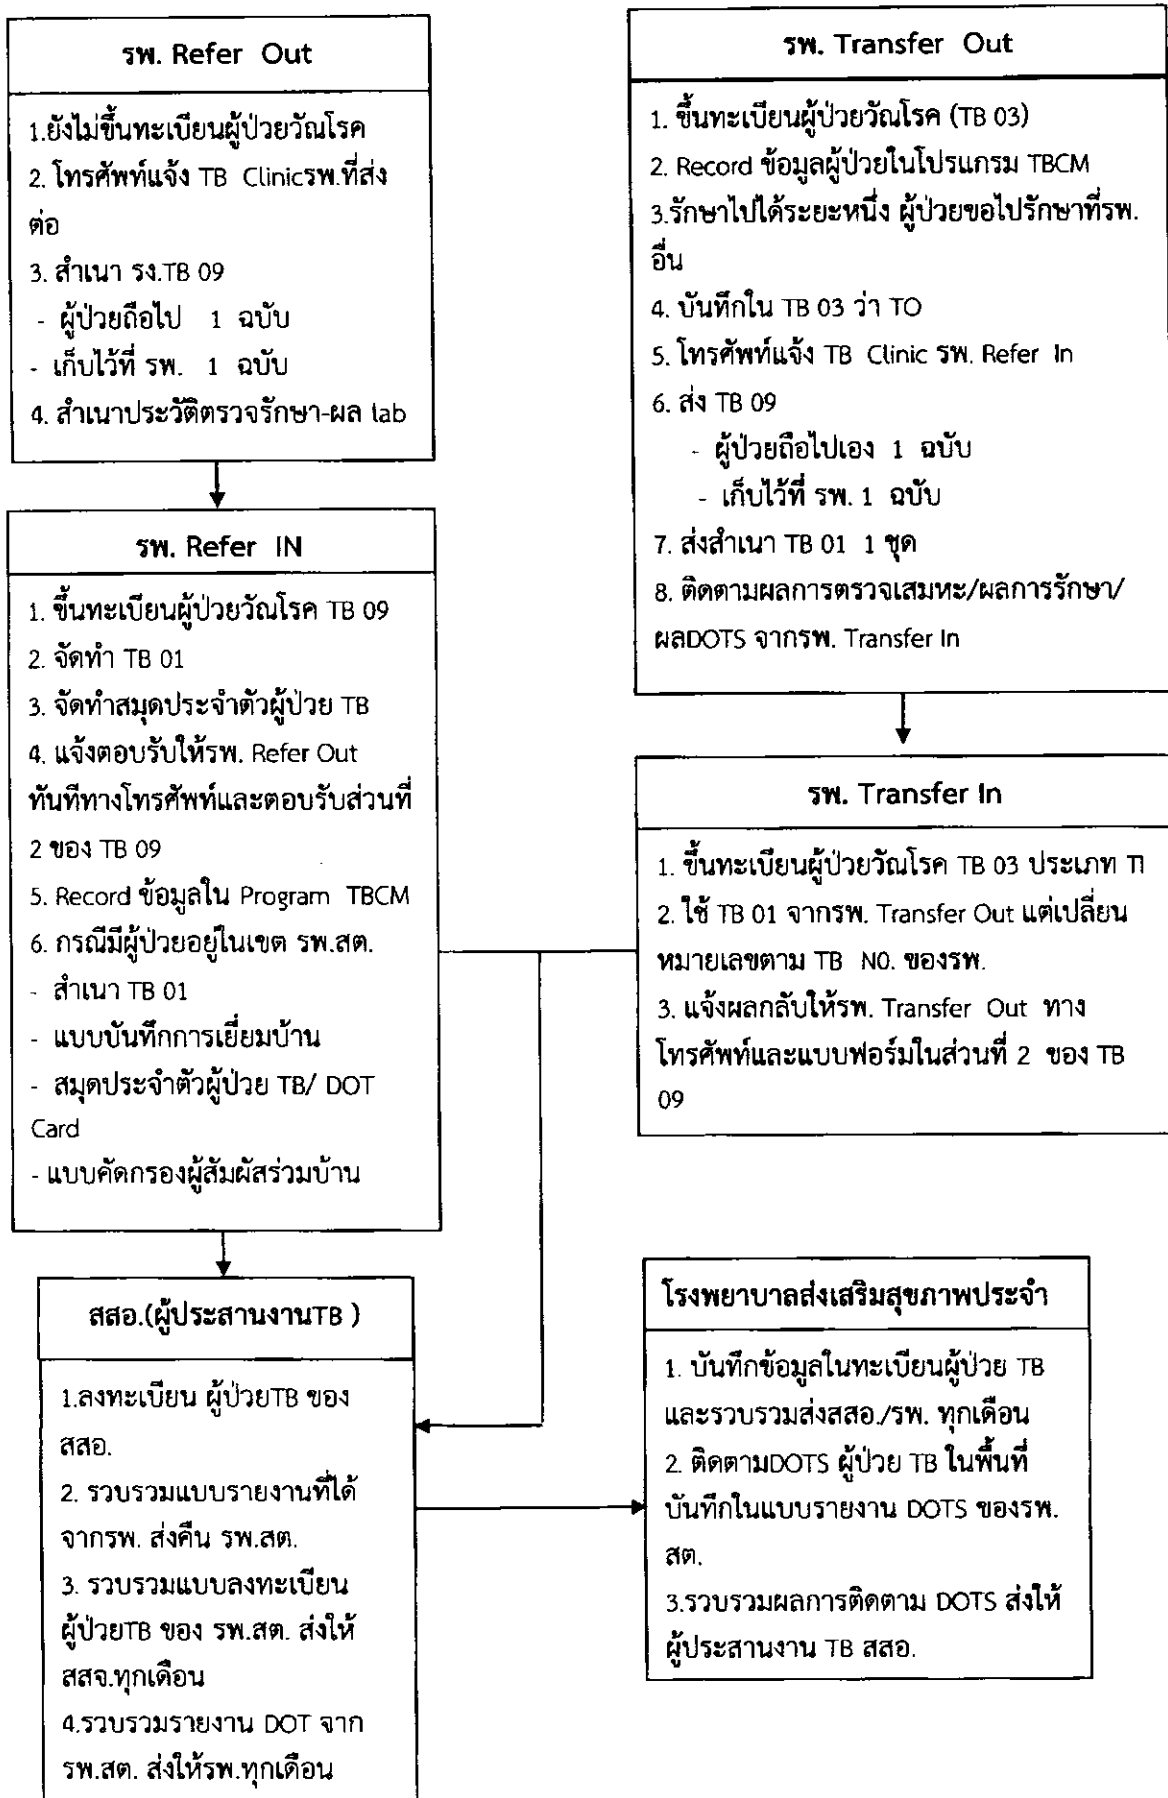 รพ. Refer Out
1.ยังไม่ขึ้นทะเบียนผู้ป่วยวัณโรค
2. โทรศัพท์แจ้ง TB Clinicรพ.ที่ส่ง
ต่อ
3. สำเนา รง.TB 09
- ผู้ป่วยถือไป 1 ฉบับ
- เก็บไว้ที่ รพ. 1 ฉบับ
4. สำเนาประวัติตรวจรักษา-ผล lab
รพ. Transfer Out
1. ขึ้นทะเบียนผู้ป่วยวัณโรค (TB 03)
2. Record ข้อมูลผู้ป่วยในโปรแกรม TBCM
3.รักษาไปได้ระยะหนึ่ง ผู้ป่วยขอไปรักษาที่รพ.
อื่น
4. บันทึกใน TB 03 ว่า TO
5. โทรศัพท์แจ้ง TB Clinic รพ. Refer In
6. ส่ง TB 09
- ผู้ป่วยถือไปเอง 1 ฉบับ
- เก็บไว้ที่ รพ. 1 ฉบับ
7. ส่งสำเนา TB 01 1 ชุด
8. ติดตามผลการตรวจเสมหะ/ผลการรักษา/
ผลDOTS จากรพ. Transfer In
รพ. Refer IN
1. ขึ้นทะเบียนผู้ป่วยวัณโรค TB 09
2. จัดทำ TB 01
3. จัดทำสมุดประจำตัวผู้ป่วย TB
4. แจ้งตอบรับให้รพ. Refer Out
ทันทีทางโทรศัพท์และตอบรับส่วนที่
2 ของ TB 09
5. Record ข้อมูลใน Program TBCM
6. กรณีมีผู้ป่วยอยู่ในเขต รพ.สต.
- สำเนา TB 01
- แบบบันทึกการเยี่ยมบ้าน
- สมุดประจำตัวผู้ป่วย TB/ DOT
Card
- แบบคัดกรองผู้สัมผัสร่วมบ้าน
รพ. Transfer In
1. ขึ้นทะเบียนผู้ป่วยวัณโรค TB 03 ประเภท TI
2. ใช้ TB 01 จากรพ. Transfer Out แต่เปลี่ยน
หมายเลขตาม TB NO. ของรพ.
3. แจ้งผลกลับให้รพ. Transfer Out ทาง
โทรศัพท์และแบบฟอร์มในส่วนที่ 2 ของ TB
09
สสอ.(ผู้ประสานงานTB )
1.ลงทะเบียน ผู้ป่วยTB ของ
สสอ.
2. รวบรวมแบบรายงานที่ได้
จากรพ. ส่งคืน รพ.สต.
3. รวบรวมแบบลงทะเบียน
ผู้ป่วยTB ของ รพ.สต. ส่งให้
สสจ.ทุกเดือน
4.รวบรวมรายงาน DOT จาก
รพ.สต. ส่งให้รพ.ทุกเดือน
โรงพยาบาลส่งเสริมสุขภาพประจำ
1. บันทึกข้อมูลในทะเบียนผู้ป่วย TB
และรวบรวมส่งสสอ./รพ. ทุกเดือน
2. ติดตามDOTS ผู้ป่วย TB ในพื้นที่
บันทึกในแบบรายงาน DOTS ของรพ.
สต.
3.รวบรวมผลการติดตาม DOTS ส่งให้
ผู้ประสานงาน TB สสอ.